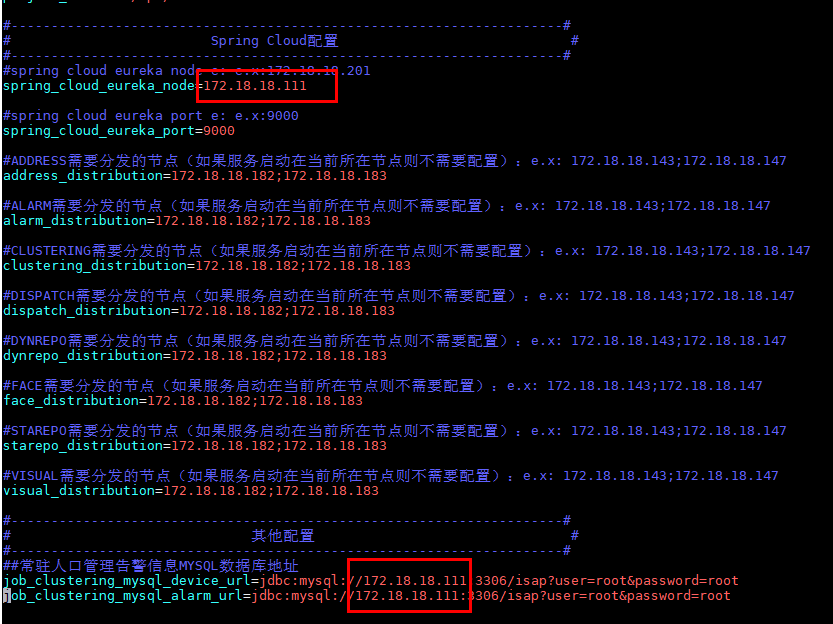 #---------------------------------------------------------------------#
# Spring Cloud配置 #
#---------------------------------------------------------------------#
#spring cloud eureka node e: e.x:172.18.18.201
spring_cloud_eureka_node=172.18.18.111
#spring cloud eureka port e: e.x:9000
spring_cloud_eureka_port=9000
#ADDRESS需要分发的节点（如果服务启动在当前所在节点则不需要配置）：e.x: 172.18.18.143;172.18.18.147
address_distribution=172.18.18.182;172.18.18.183
#ALARM需要分发的节点（如果服务启动在当前所在节点则不需要配置）：e.x: 172.18.18.143;172.18.18.147
alarm_distribution=172.18.18.182;172.18.18.183
#CLUSTERING需要分发的节点（如果服务启动在当前所在节点则不需要配置）：e.x: 172.18.18.143;172.18.18.147
clustering_distribution=172.18.18.182;172.18.18.183
#DISPATCH需要分发的节点（如果服务启动在当前所在节点则不需要配置）：e.x: 172.18.18.143;172.18.18.147
dispatch_distribution=172.18.18.182;172.18.18.183
#DYNREPO需要分发的节点（如果服务启动在当前所在节点则不需要配置）：e.x: 172.18.18.143;172.18.18.147
dynrepo_distribution=172.18.18.182;172.18.18.183
#FACE需要分发的节点（如果服务启动在当前所在节点则不需要配置）：e.x: 172.18.18.143;172.18.18.147
face_distribution=172.18.18.182;172.18.18.183
#STAREPO需要分发的节点（如果服务启动在当前所在节点则不需要配置）：e.x: 172.18.18.143;172.18.18.147
starepo_distribution=172.18.18.182;172.18.18.183
#VISUAL需要分发的节点（如果服务启动在当前所在节点则不需要配置）：e.x: 172.18.18.143;172.18.18.147
visual_distribution=172.18.18.182;172.18.18.183
#---------------------------------------------------------------------#
# 其他配置 #
#---------------------------------------------------------------------#
##常驻人口管理告警信息MYSQL数据库地址
job_clustering_mysql_device_url=jdbc:mysql://172.18.18.111:3306/isap?user=root&password=root
job_clustering_mysql_alarm_url=jdbc:mysql://172.18.18.111:3306/isap?user=root&password=root